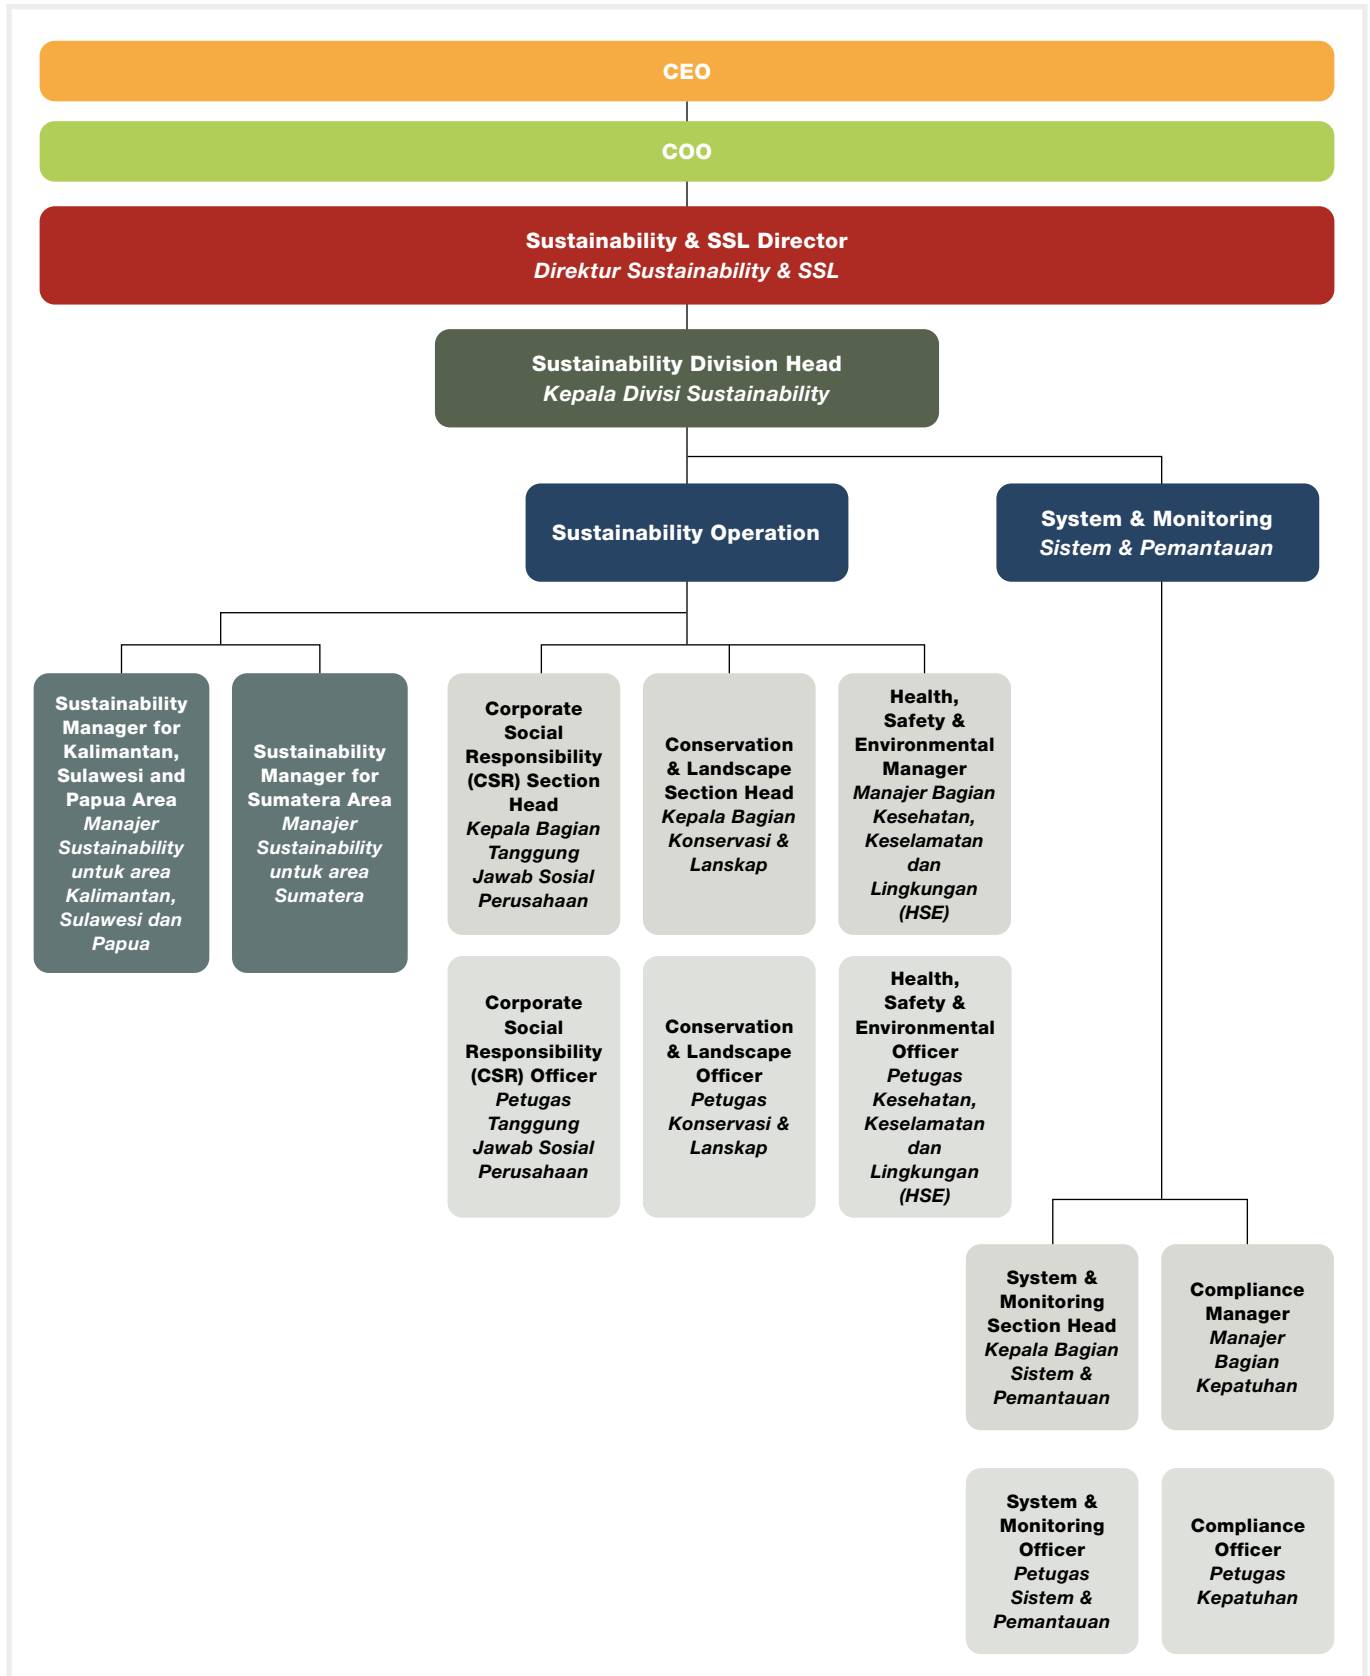 CEO
COO
Sustainability & SSL Director
Direktur Sustainability & SSL
Sustainability Division Head
Kepala Divisi Sustainability
Sustainability Operation
System & Monitoring
Sistem & Pemantauan
Sustainability
Manager for
Kalimantan,
Sulawesi and
Papua Area
Manajer
Sustainability
untuk area
Kalimantan,
Sulawesi dan
Papua
Sustainability
Manager for
Sumatera Area
Manajer
Sustainability
untuk area
Sumatera
Corporate
Social
Responsibility
(CSR) Section
Head
Kepala Bagian
Tanggung
Jawab Sosial
Perusahaan
Conservation
& Landscape
Section Head
Kepala Bagian
Konservasi &
Lanskap
Health,
Safety &
Environmental
Manager
Manajer Bagian
Kesehatan,
Keselamatan
dan
Lingkungan
(HSE)
Corporate
Social
Responsibility
(CSR) Officer
Petugas
Tanggung
Jawab Sosial
Perusahaan
Conservation
& Landscape
Officer
Petugas
Konservasi &
Lanskap
Health,
Safety &
Environmental
Officer
Petugas
Kesehatan,
Keselamatan
dan
Lingkungan
(HSE)
System &
Monitoring
Section Head
Kepala Bagian
Sistem &
Pemantauan
Compliance
Manager
Manajer
Bagian
Kepatuhan
System &
Monitoring
Officer
Petugas
Sistem &
Pemantauan
Compliance
Officer
Petugas
Kepatuhan